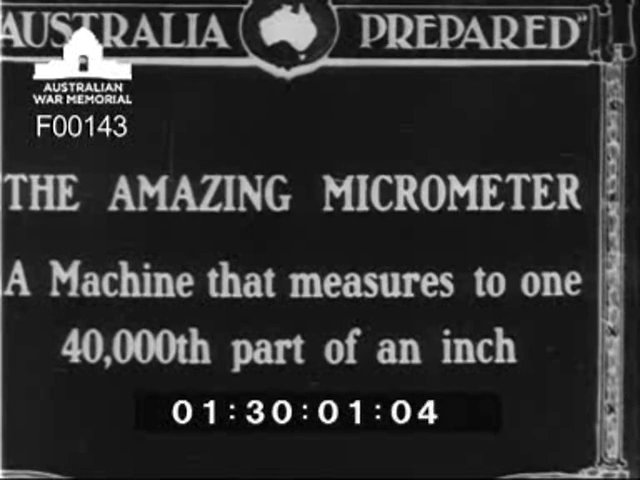 AUSTRALIA PREPARED"
AUSTRALIAN
WAR MEMORIAL
F00143
THE AMAZING MICROMETER
A Machine that measures to one
40,000th part of an inch
01:30:01:04